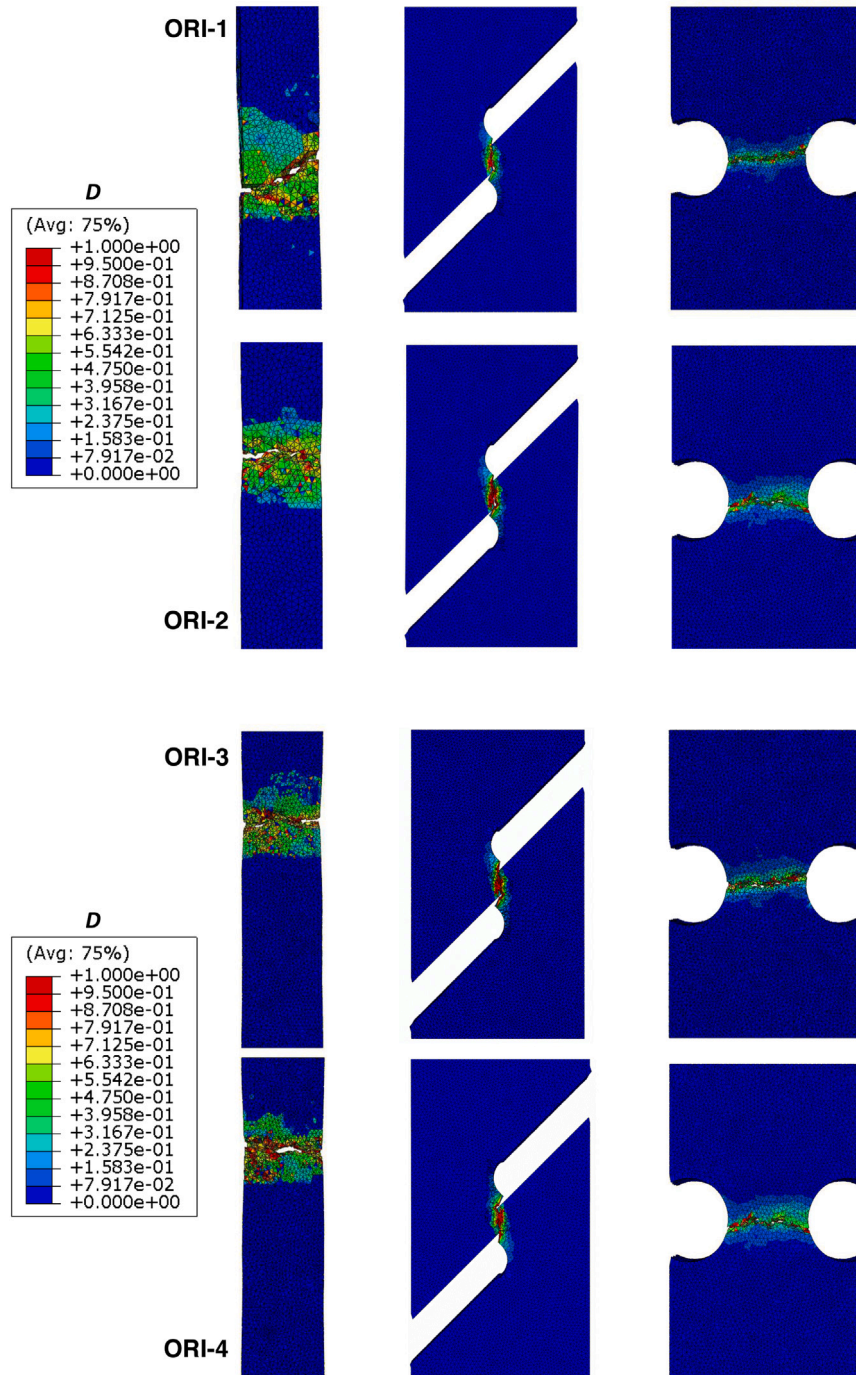 ORI-1
D
(Avg: 75%)
+1.000e+00
+9.500e-01
+8.708e-01
+7.917e-01
+7.125e-01
+6.333e-01
+5.542e-01
+4.750e-01
+3.958e-01
+3.167e-01
+2.375e-01
+1.583e-01
+7.917e-02
+0.000e+00
ORI-2
ORI-3
D
(Avg: 75%)
+1.000e+00
+9.500e-01
+8.708e-01
+7.917e-01
+7.125e-01
+6.333e-01
+5.542e-01
+4.750e-01
+3.958e-01
+3.167e-01
+2.375e-01
+1.583e-01
+7.917e-02
+0.000e+00
ORI-4